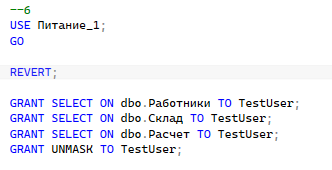 --6
USE Питание_1;
GO
REVERT;
GRANT SELECT ON dbo.Работники TO TestUser;
GRANT SELECT ON dbo.Склад TO TestUser;
GRANT SELECT ON dbo.Расчет TO TestUser;
GRANT UNMASK TO TestUser;